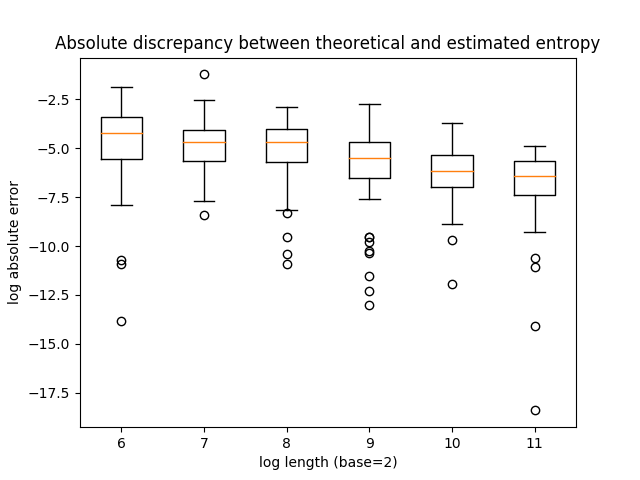 Absolute discrepancy between theoretical and estimated entropy
−2.5
−5.0
−7.5
−10.0
−12.5
−15.0
−17.5
log absolute error
6 7 8 9 10 11
log length (base=2)